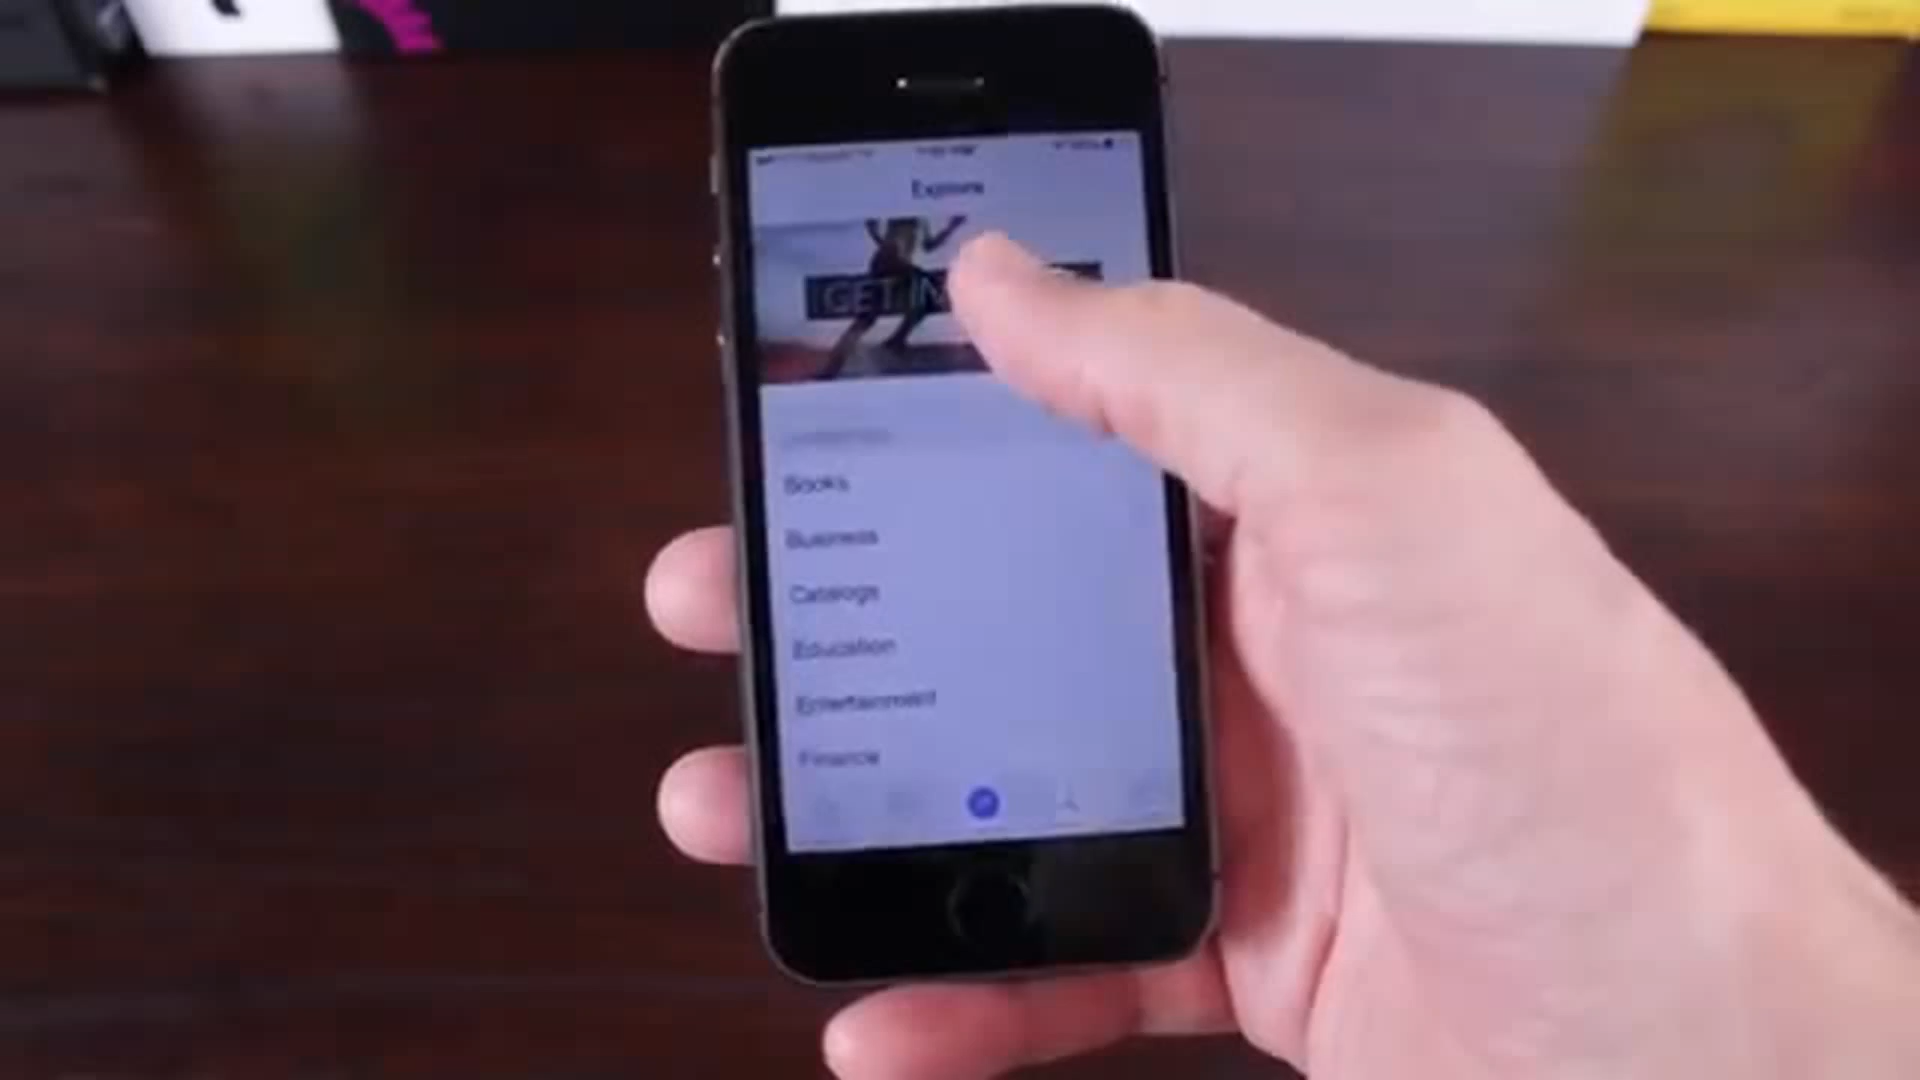 Explore
GET IN
Books
Business
Catalogs
Education
Entertainment
Finance